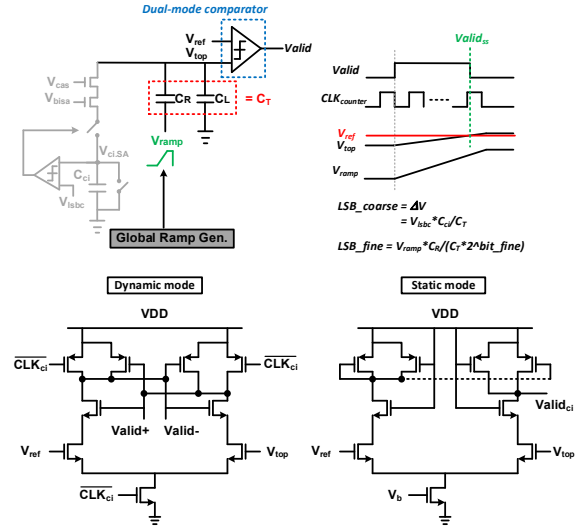 Dual-mode comparator
Vref
Vtop
Valid
Vcas
Vbisa
CR
CL
= CT
Vramp
Vci.SA
Cci
Vlsbc
Global Ramp Gen.
Validss
Valid
CLKcounter
Vref
Vtop
Vramp
LSB_coarse = ΔV
= Vlsbc*Cci/CT
LSB_fine = Vramp*CR/(CT*2^bit_fine)
Dynamic mode
VDD
CLKci
CLKci
Valid+
Valid-
Vref
Vtop
CLKci
Static mode
VDD
Validci
Vref
Vtop
Vb